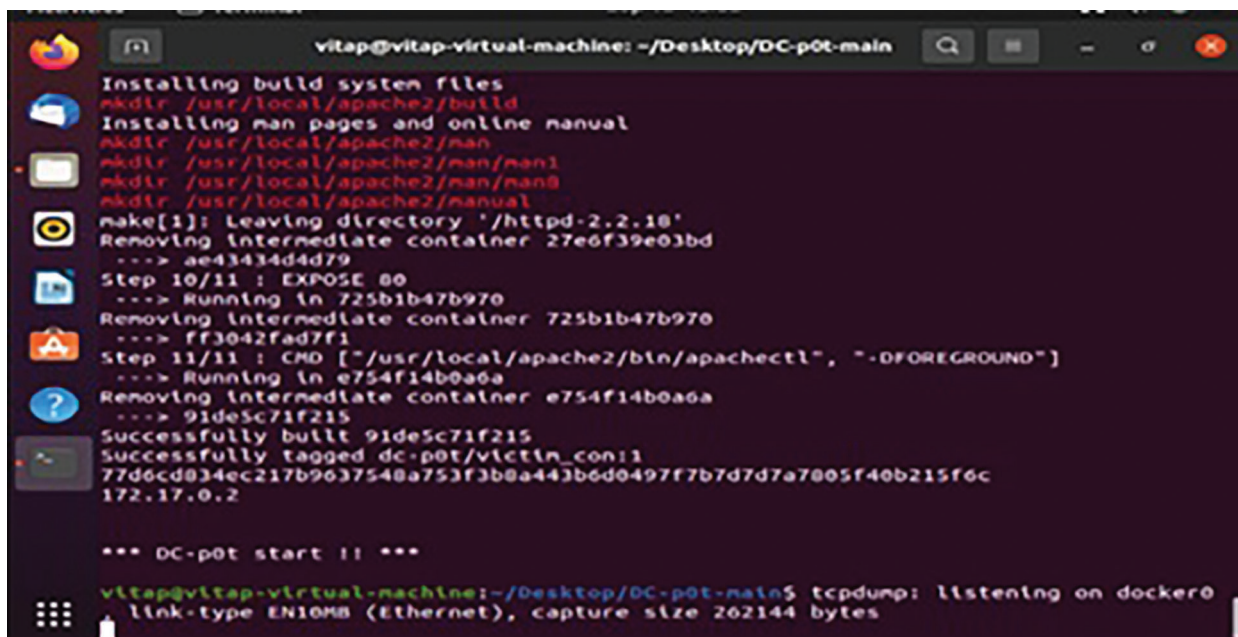 vitap@vitap-virtual-machine: ~/Desktop/DC-p0t-main
Installing build system files
mkdir /usr/local/apache2/build
Installing man pages and online manual
mkdir /usr/local/apache2/man
mkdir /usr/local/apache2/man/man1
mkdir /usr/local/apache2/man/man8
mkdir /usr/local/apache2/manual
make[1]: Leaving directory '/httpd-2.2.18'
Removing intermediate container 27e6f39e03bd
---> ae43434d4d79
Step 10/11 : EXPOSE 80
---> Running in 725b1b47b970
Removing intermediate container 725b1b47b970
---> ff3042fad7f1
Step 11/11 : CMD ["/usr/local/apache2/bin/apachectl", "-DFOREGROUND"]
---> Running in e754f14b0a6a
Removing intermediate container e754f14b0a6a
---> 91de5c71f215
Successfully built 91de5c71f215
Successfully tagged dc-p0t/victim_con:1
77d6cd834ec217b9637548a753f3b8a443b6d0497f7b7d7d7a7805f40b215f6c
172.17.0.2
*** DC-p0t start !! ***
vitap@vitap-virtual-machine:~/Desktop/DC-p0t-main$ tcpdump: listening on docker0
, link-type EN10MB (Ethernet), capture size 262144 bytes